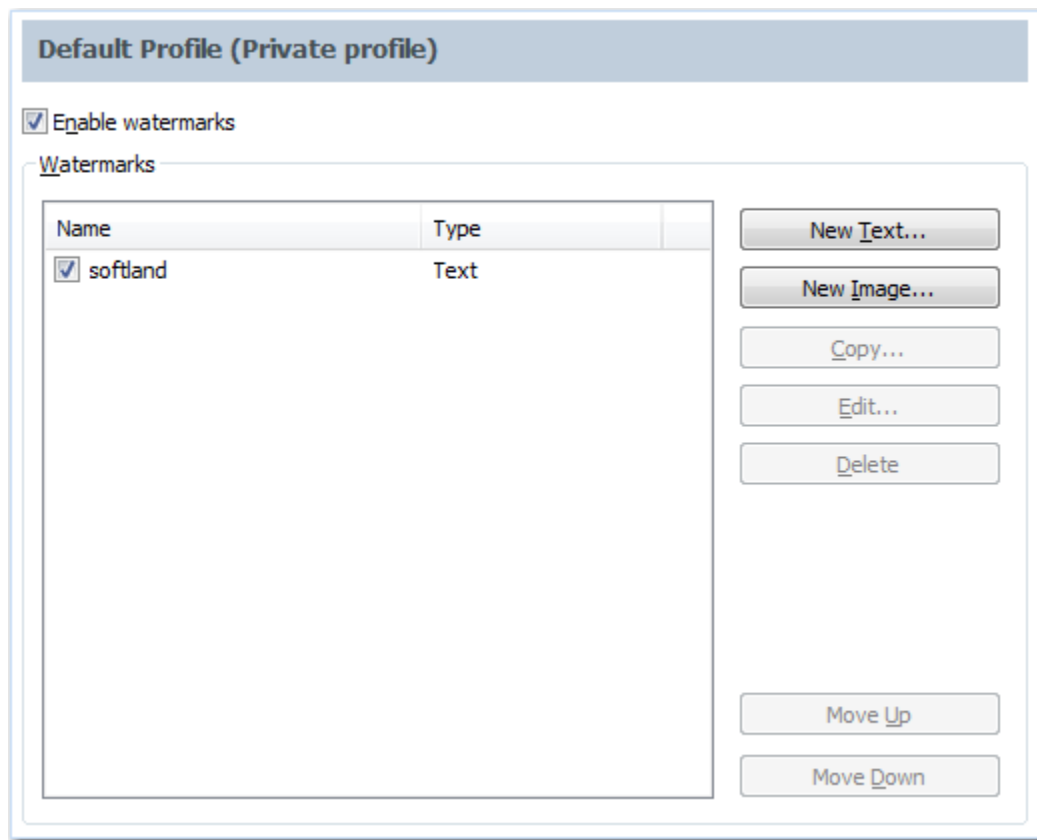 Default Profile (Private profile)
Enable watermarks
Watermarks
Name Type
softland Text
New Text...
New Image...
Copy...
Edit...
Delete
Move Up
Move Down